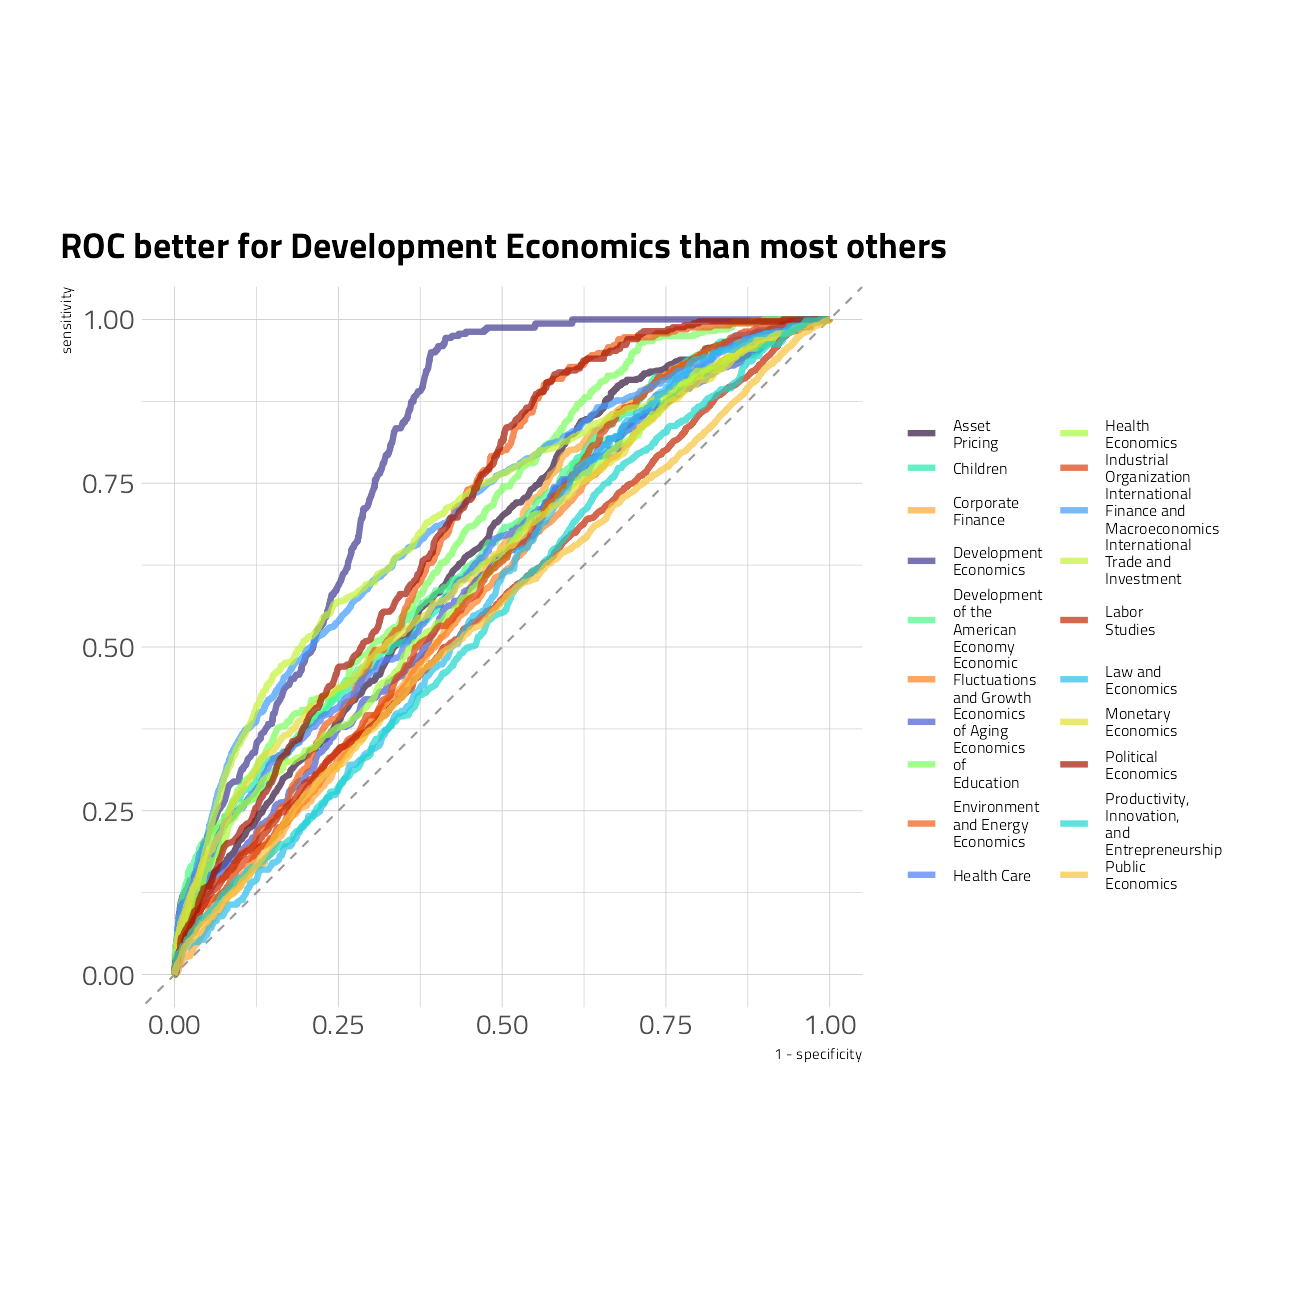 ROC better for Development Economics than most others
sensitivity
1.00
0.75
0.50
0.25
0.00
0.00
0.25
0.50
0.75
1.00
1 - specificity
Asset
Pricing
Children
Corporate
Finance
Development
Economics
Development
of the
American
Economy
Economic
Fluctuations
and Growth
Economics
of Aging
Economics
of
Education
Environment
and Energy
Economics
Health Care
Health
Economics
Industrial
Organization
International
Finance and
Macroeconomics
International
Trade and
Investment
Labor
Studies
Law and
Economics
Monetary
Economics
Political
Economics
Productivity,
Innovation,
and
Entrepreneurship
Public
Economics